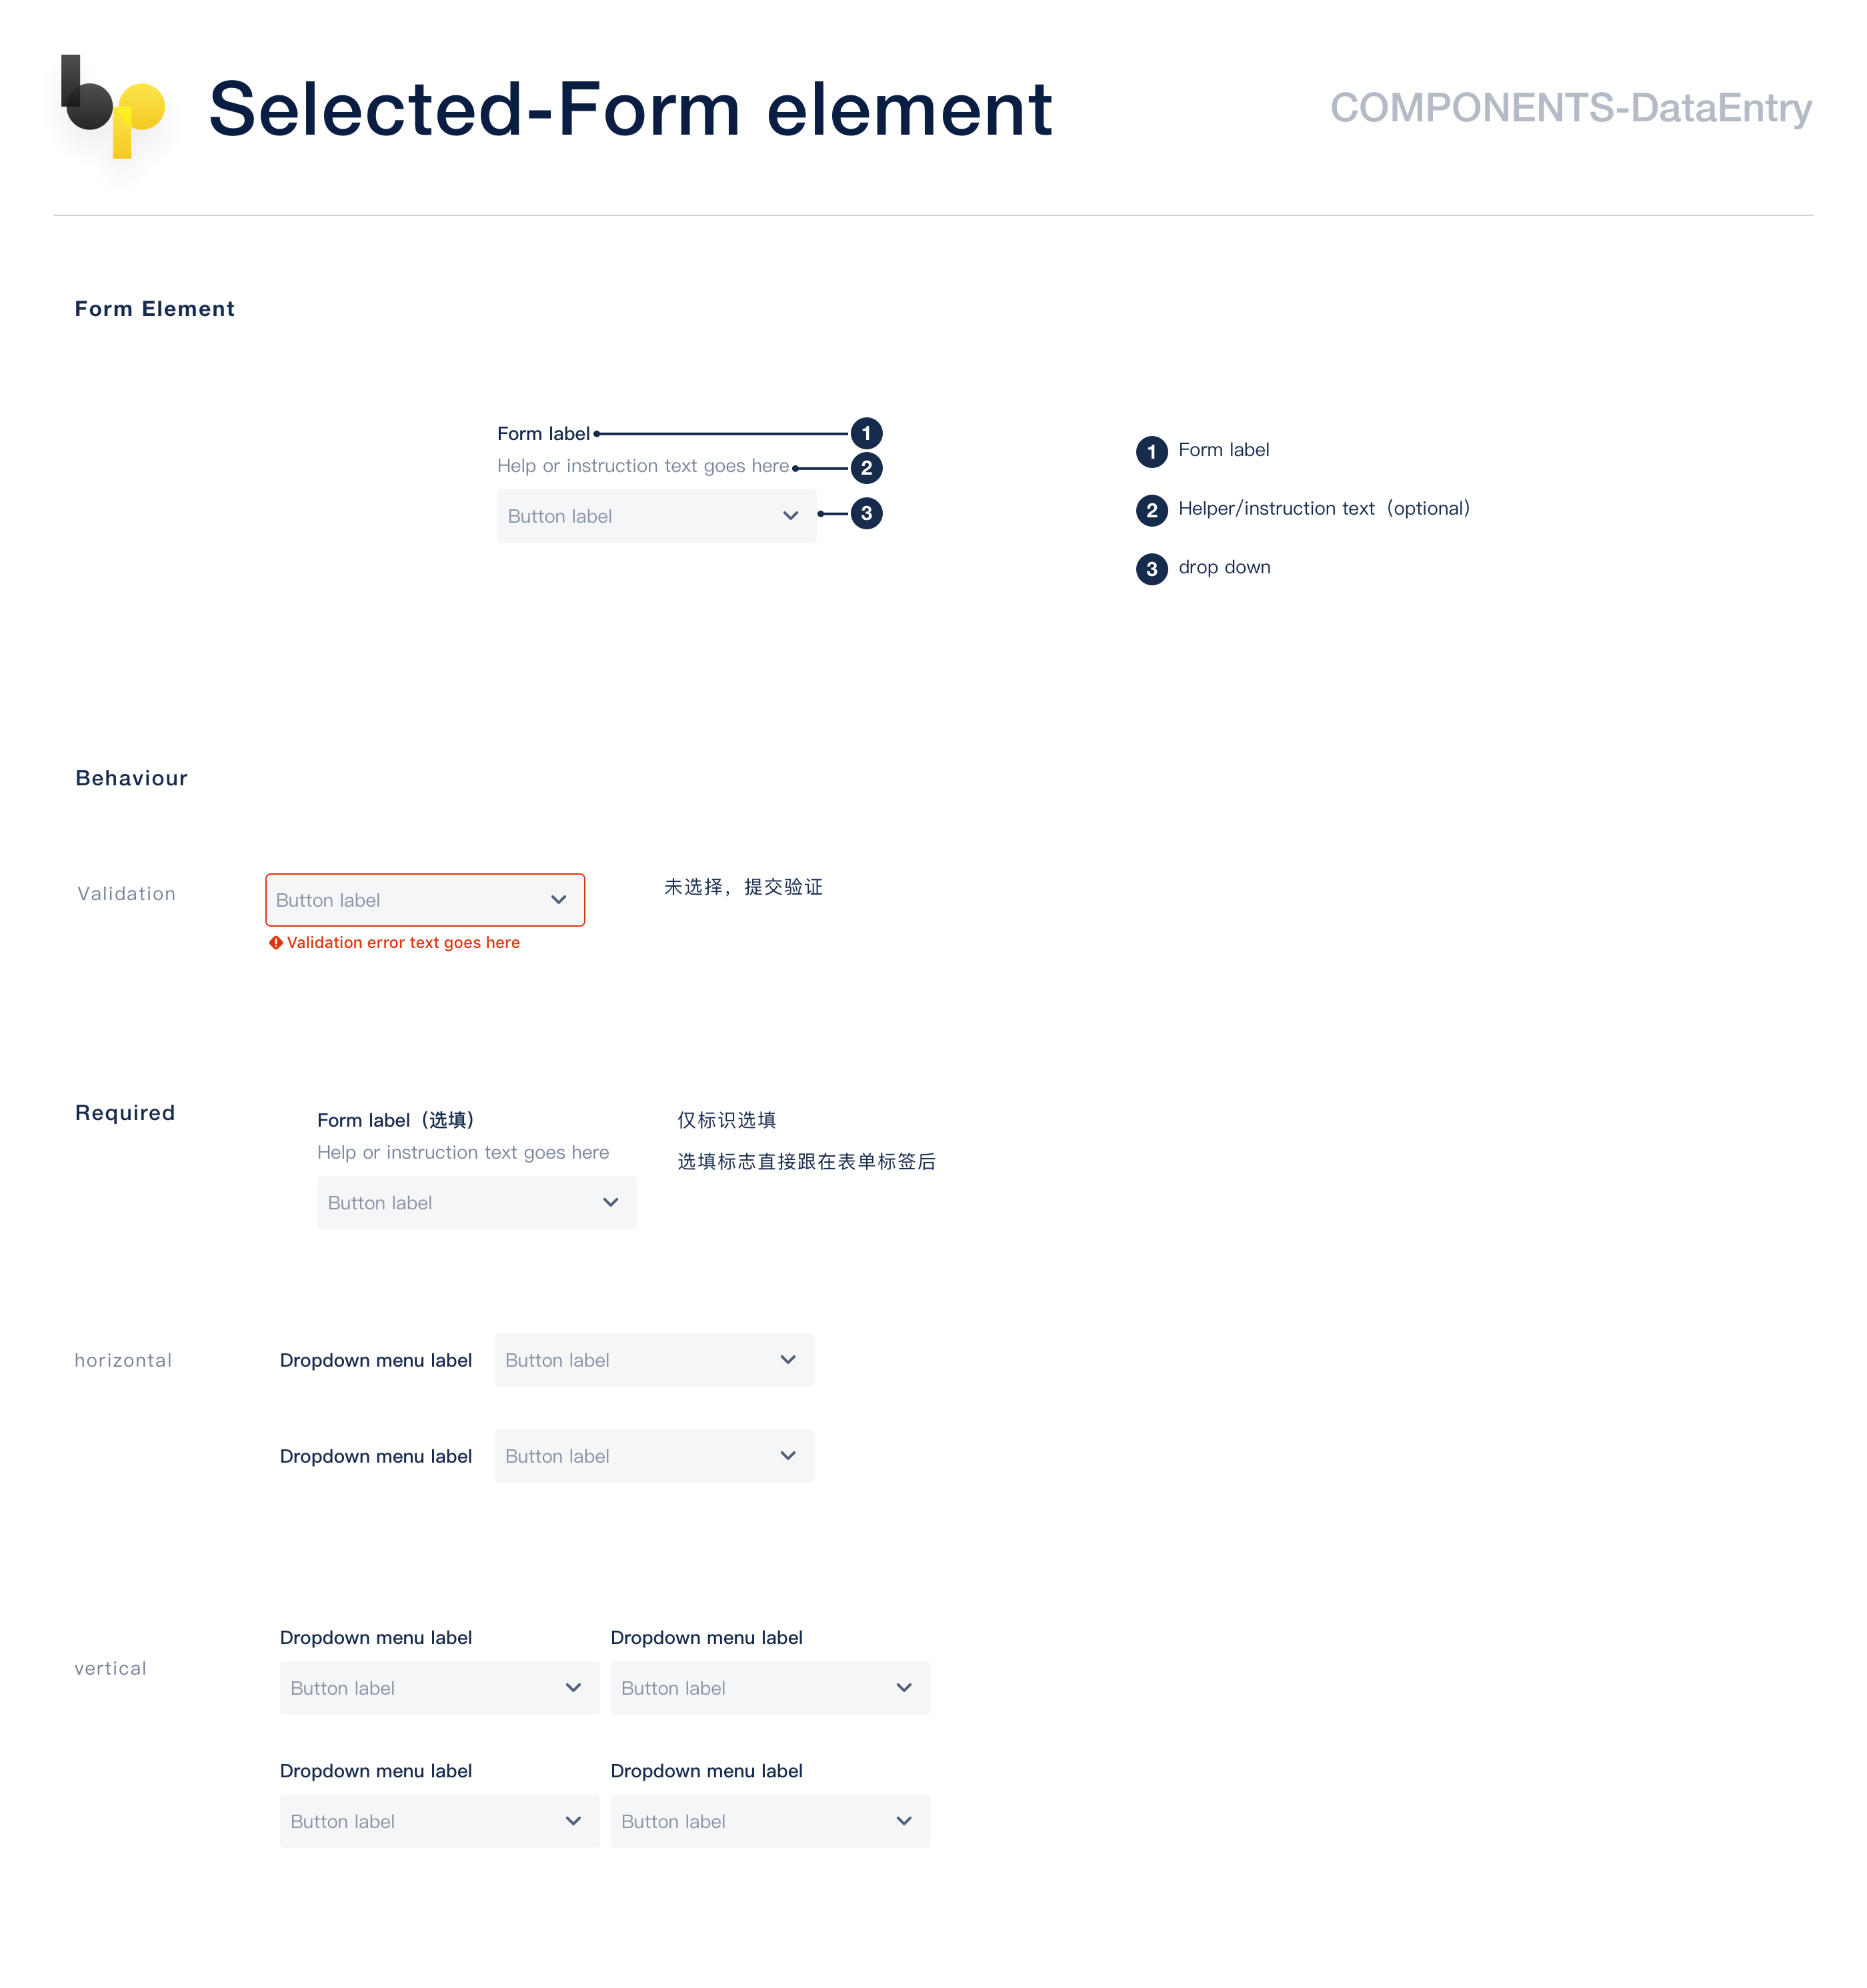 bp
Selected-Form element
COMPONENTS-DataEntry
Form Element
Form label
1
Help or instruction text goes here
2
Button label
3
1 Form label
2 Helper/instruction text（optional）
3 drop down
Behaviour
Validation
Button label
Validation error text goes here
未选择，提交验证
Required
Form label（选填）
Help or instruction text goes here
Button label
仅标识选填
选填标志直接跟在表单标签后
horizontal
Dropdown menu label Button label
Dropdown menu label Button label
vertical
Dropdown menu label Dropdown menu label
Button label Button label
Dropdown menu label Dropdown menu label
Button label Button label